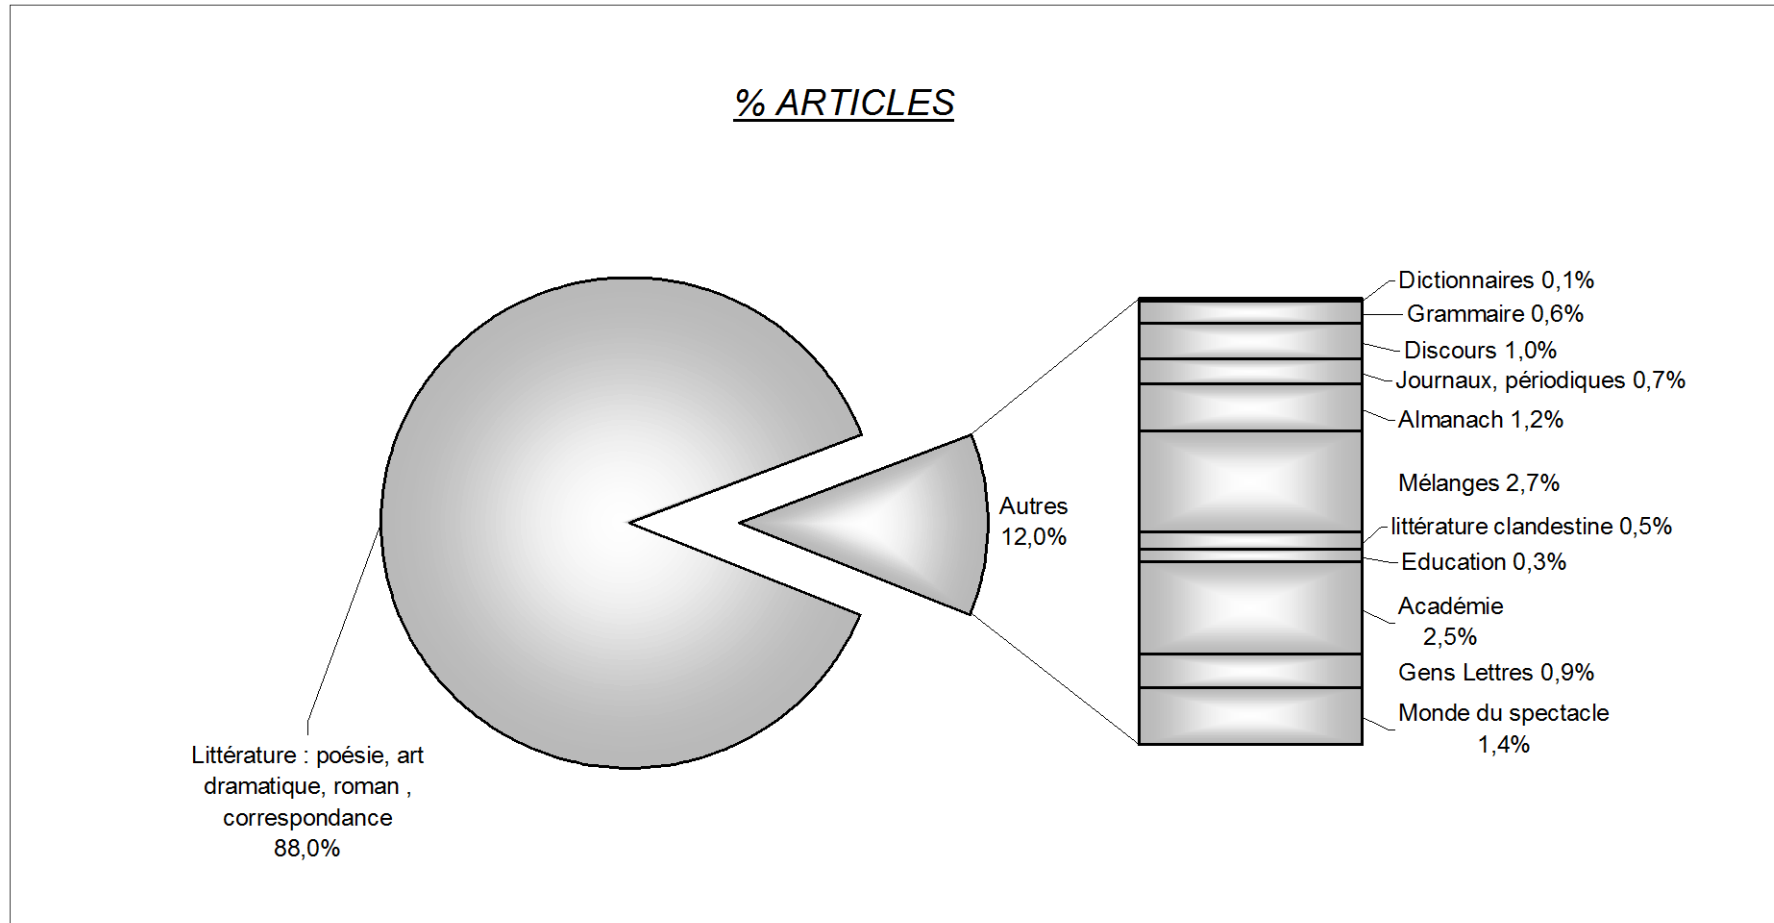 % ARTICLES
Dictionnaires 0,1%
Grammaire 0,6%
Discours 1,0%
Journaux, périodiques 0,7%
Almanach 1,2%
Mélanges 2,7%
littérature clandestine 0,5%
Education 0,3%
Académie
2,5%
Gens Lettres 0,9%
Monde du spectacle
1,4%
Autres
12,0%
Littérature : poésie, art
dramatique, roman ,
correspondance
88,0%